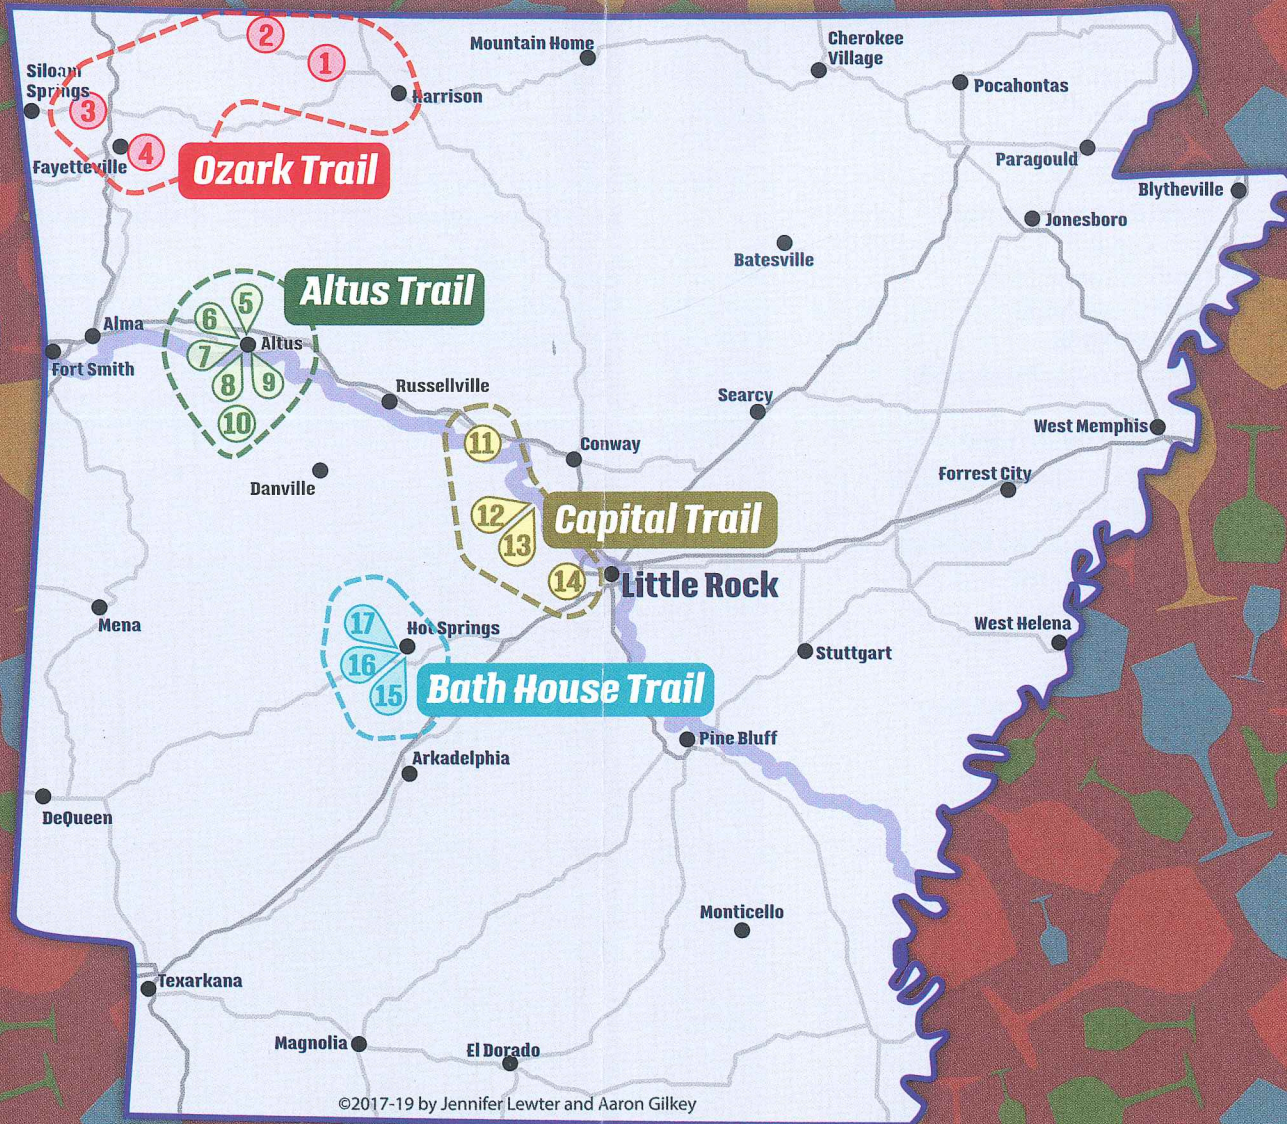 2
1
Mountain Home
Cherokee
Village
Siloam
Springs
3
Harrison
Pocahontas
4
Fayetteville
Ozark Trail
Paragould
Blytheville
Jonesboro
Batesville
Altus Trail
5
6
Alma
7
Altus
Fort Smith
8
9
Russellville
10
Searcy
11
Conway
West Memphis
Danville
Forrest City
12
13
Capital Trail
14
Little Rock
Mena
17
Hot Springs
West Helena
16
15
Stuttgart
Bath House Trail
Pine Bluff
Arkadelphia
DeQueen
Monticello
Texarkana
Magnolia
El Dorado
©2017-19 by Jennifer Lewter and Aaron Gilkey